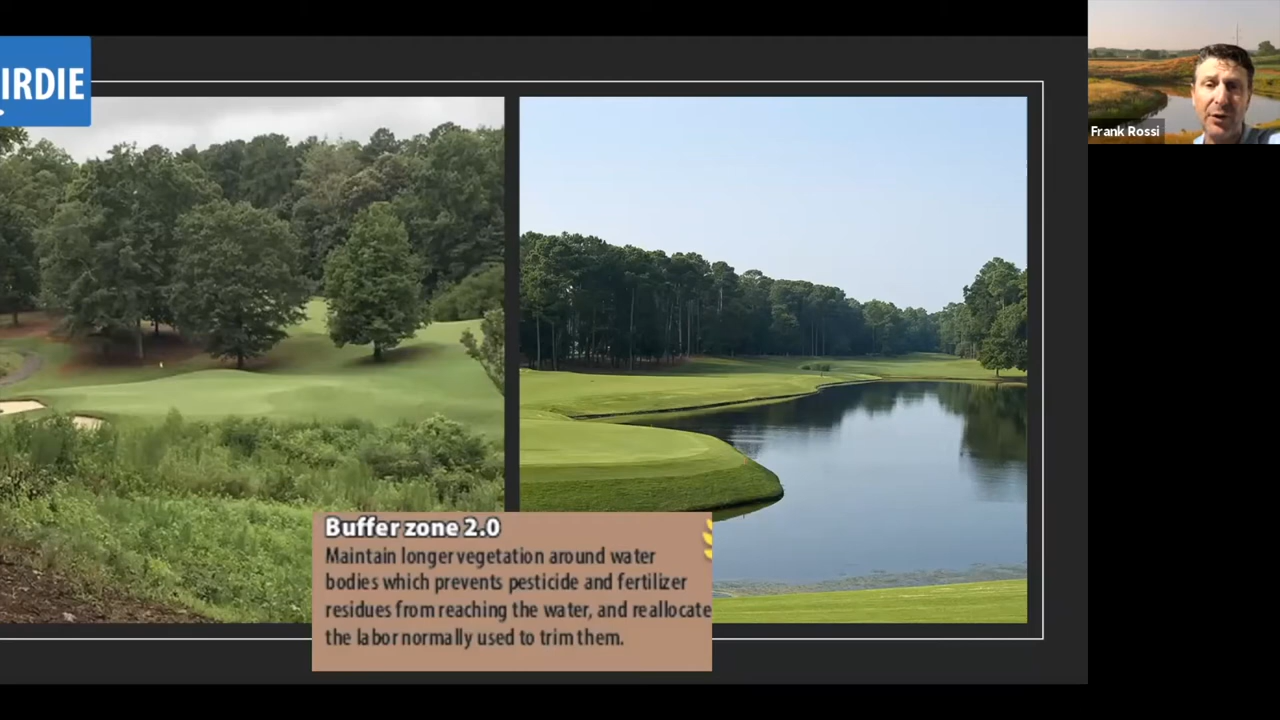 IRDIE
Frank Rossi
Buffer zone 2.0
Maintain longer vegetation around water
bodies which prevents pesticide and fertilizer
residues from reaching the water, and reallocate
the labor normally used to trim them.